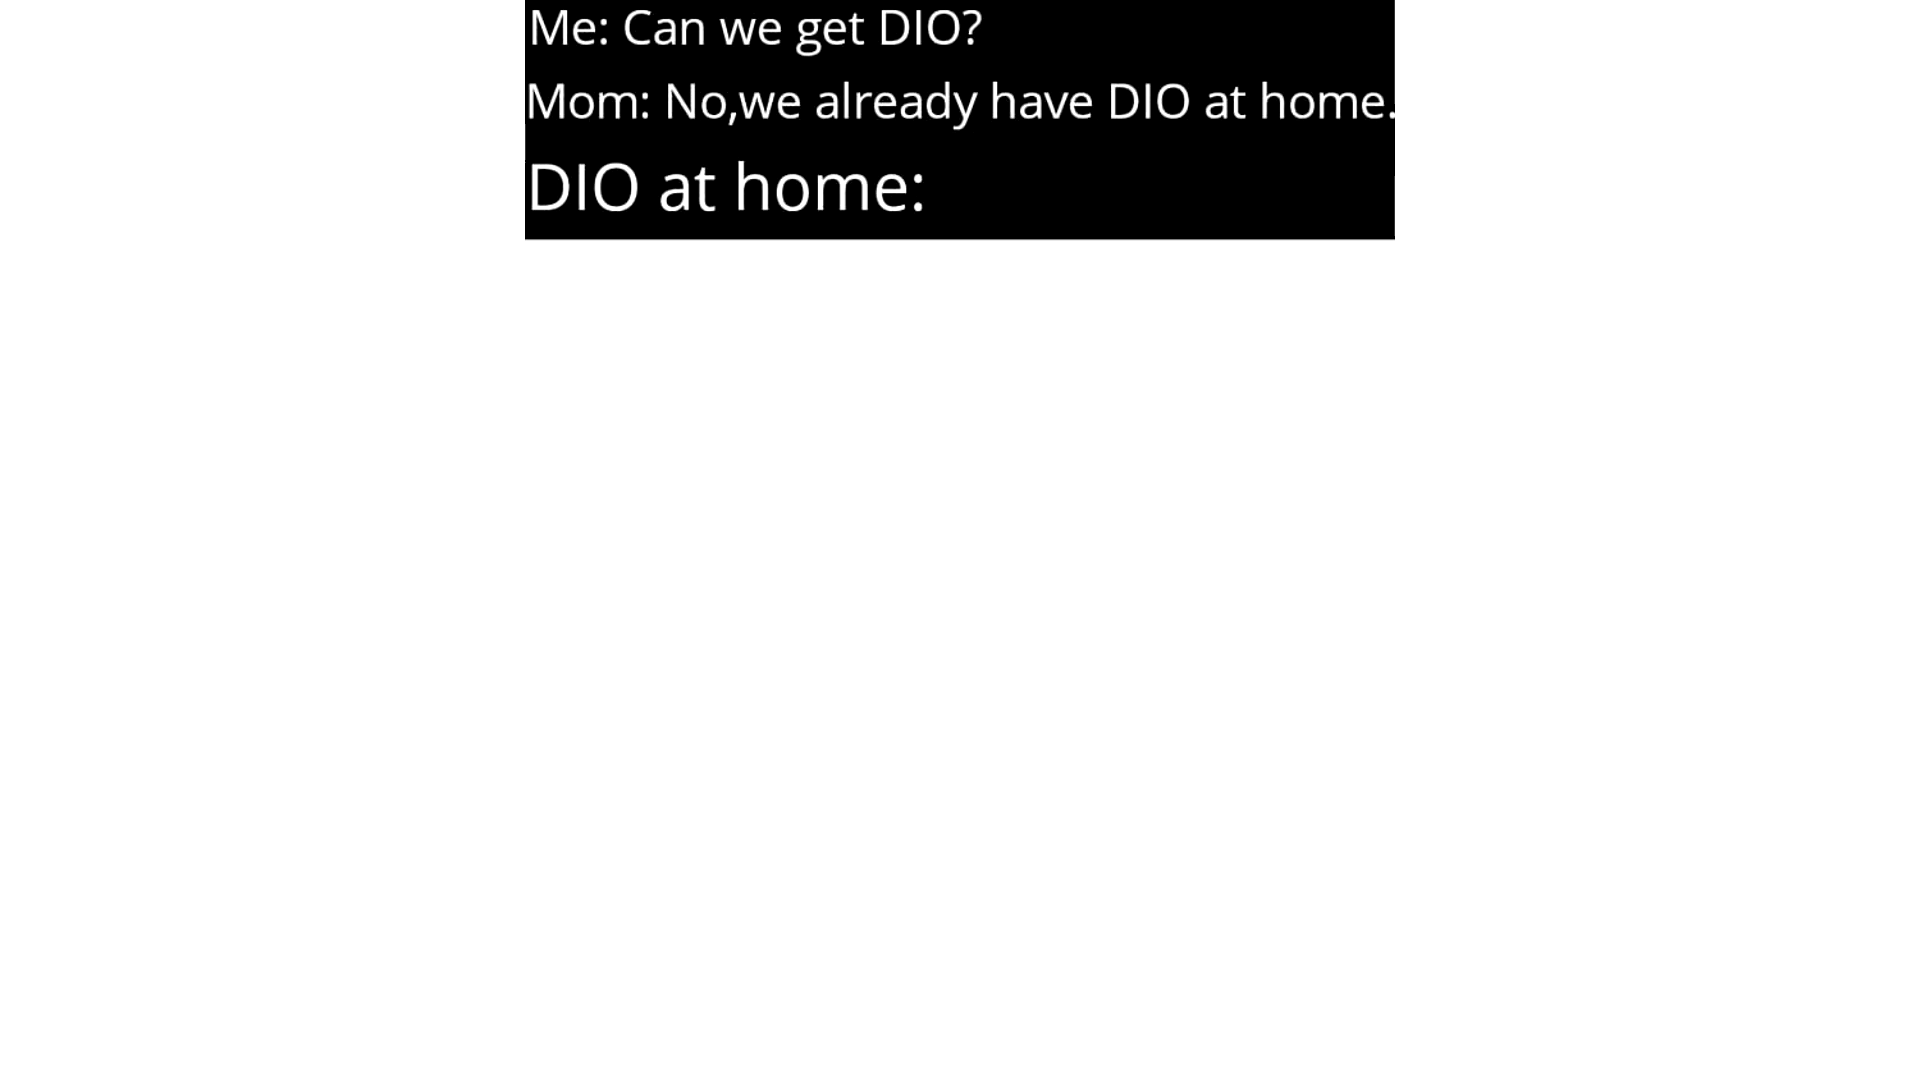 Me: Can we get DIO?
Mom: No,we already have DIO at home.
DIO at home: